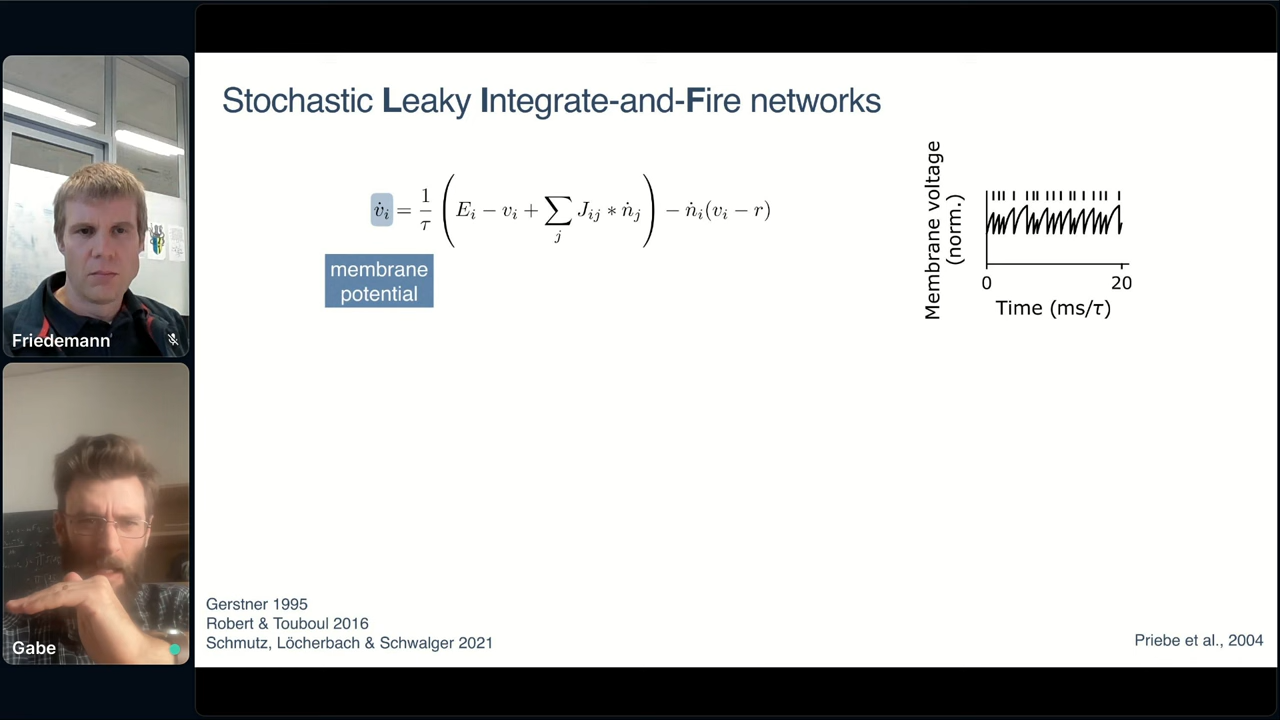 Stochastic Leaky Integrate-and-Fire networks
v̇ᵢ = 1/τ (Eᵢ − vᵢ + ∑ⱼ Jᵢⱼ ∗ ṅⱼ) − ṅᵢ(vᵢ − r)
membrane
potential
Membrane voltage
(norm.)
0
20
Time (ms/τ)
Friedemann
Gabe
Gerstner 1995
Robert & Touboul 2016
Schmutz, Löcherbach & Schwalger 2021
Priebe et al., 2004